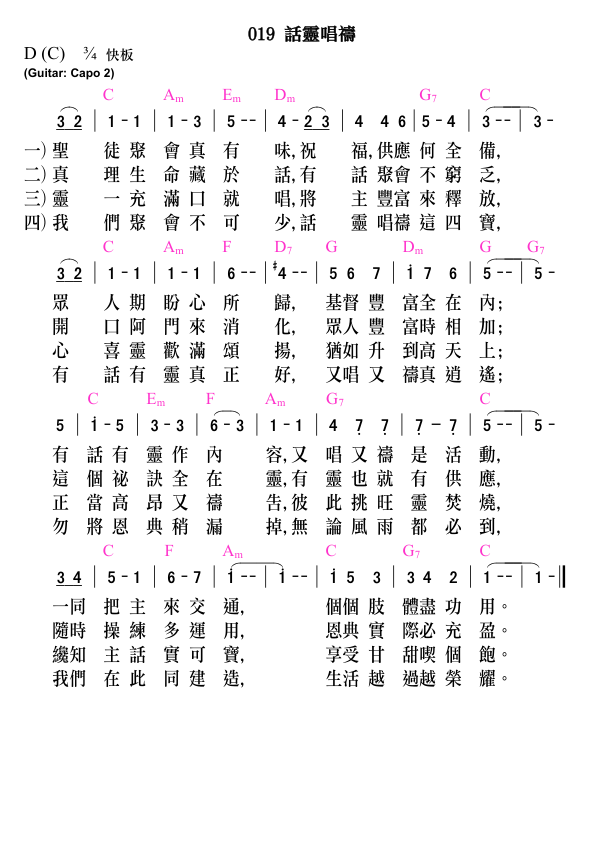 019 話靈唱禱
D (C) ¾ 快板
(Guitar: Capo 2)
C Am Em Dm G7 C
3 2 | 1 - 1 | 1 - 3 | 5 - - | 4 - 2 3 | 4 4 6 | 5 - 4 | 3 - - | 3 -
一) 聖 徒 聚 會 真 有 味, 祝 福, 供應 何 全 備,
二) 真 理 生 命 藏 於 話, 有 話 聚會 不 窮 乏,
三) 靈 一 充 滿 口 就 唱, 將 主 豐富 來 釋 放,
四) 我 們 聚 會 不 可 少, 話 靈 唱禱 這 四 寶,
C Am F D7 G Dm G G7
3 2 | 1 - 1 | 1 - 1 | 6 - - | #4 - - | 5 6 7 | i 7 6 | 5 - - | 5 -
眾 人 期 盼 心 所 歸, 基督 豐 富全 在 內;
開 口 阿 門 來 消 化, 眾人 豐 富時 相 加;
心 喜 靈 歡 滿 頌 揚, 猶如 升 到高 天 上;
有 話 有 靈 真 正 好, 又唱 又 禱真 逍 遙;
C Em F Am G7 C
5 | i - 5 | 3 - 3 | 6 - 3 | 1 - 1 | 4 7̣ 7̣ | 7̣ - 7̣ | 5 - - | 5 -
有 話 有 靈 作 內 容, 又 唱 又 禱 是 活 動,
這 個 祕 訣 全 在 靈, 有 靈 也 就 有 供 應,
正 當 高 昂 又 禱 告, 彼 此 挑 旺 靈 焚 燒,
勿 將 恩 典 稍 漏 掉, 無 論 風 雨 都 必 到,
C F Am C G7 C
3 4 | 5 - 1 | 6 - 7 | i - - | i - - | i 5 3 | 3 4 2 | 1 - - | 1 - ‖
一同 把 主 來 交 通, 個個 肢 體盡 功 用。
隨時 操 練 多 運 用, 恩典 實 際必 充 盈。
纔知 主 話 實 可 寶, 享受 甘 甜喫 個 飽。
我們 在 此 同 建 造, 生活 越 過越 榮 耀。